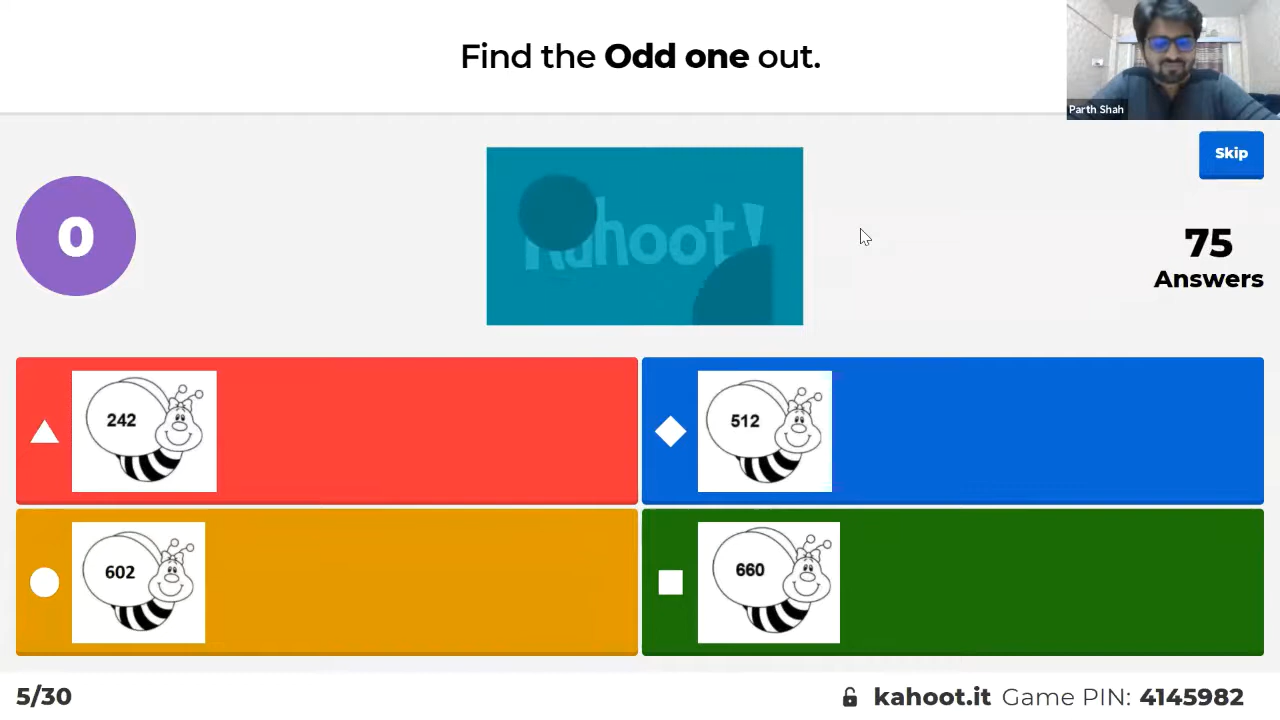 Find the Odd one out.
Parth Shah
Skip
0
Kahoot!
75
Answers
242
512
602
660
5/30
kahoot.it Game PIN: 4145982